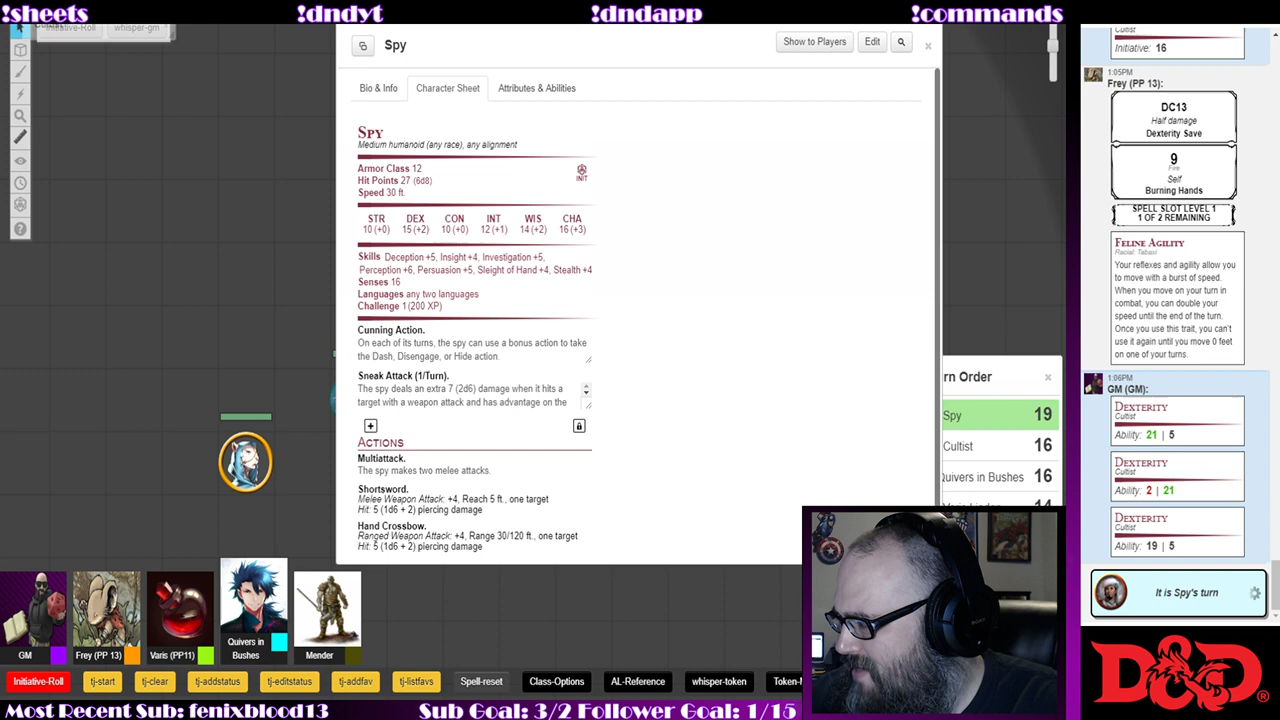 !sheets
!dndyt
!dndapp
!commands
Initiative-Roll
whisper-gm
Spy
Show to Players
Edit
Bio & Info
Character Sheet
Attributes & Abilities
Spy
Medium humanoid (any race), any alignment
Armor Class 12
Hit Points 27 (6d8)
Speed 30 ft.
INIT
STR DEX CON INT WIS CHA
10 (+0) 15 (+2) 10 (+0) 12 (+1) 14 (+2) 16 (+3)
Skills Deception +5, Insight +4, Investigation +5,
Perception +6, Persuasion +5, Sleight of Hand +4, Stealth +4
Senses 16
Languages any two languages
Challenge 1 (200 XP)
Cunning Action.
On each of its turns, the spy can use a bonus action to take
the Dash, Disengage, or Hide action.
Sneak Attack (1/Turn).
The spy deals an extra 7 (2d6) damage when it hits a
target with a weapon attack and has advantage on the
Actions
Multiattack.
The spy makes two melee attacks.
Shortsword.
Melee Weapon Attack: +4, Reach 5 ft., one target
Hit: 5 (1d6 + 2) piercing damage
Hand Crossbow.
Ranged Weapon Attack: +4, Range 30/120 ft., one target
Hit: 5 (1d6 + 2) piercing damage
rn Order
Spy 19
Cultist 16
Quivers in Bushes 16
Cultist
Initiative: 16
1:05PM
Frey (PP 13):
DC13
Half damage
Dexterity Save
9
Fire
Self
Burning Hands
SPELL SLOT LEVEL 1
1 OF 2 REMAINING
Feline Agility
Racial: Tabaxi
Your reflexes and agility allow you
to move with a burst of speed.
When you move on your turn in
combat, you can double your
speed until the end of the turn.
Once you use this trait, you can't
use it again until you move 0 feet
on one of your turns.
1:06PM
GM (GM):
Dexterity
Cultist
Ability: 21 | 5
Dexterity
Cultist
Ability: 2 | 21
Dexterity
Cultist
Ability: 19 | 5
It is Spy's turn
GM
Frey (PP 13)
Varis (PP11)
Quivers in
Bushes
Mender
Initiative-Roll
tj-start
tj-clear
tj-addstatus
tj-editstatus
tj-addfav
tj-listfavs
Spell-reset
Class-Options
AL-Reference
whisper-token
Token-M
D&D
Most Recent Sub: fenixblood13
Sub Goal: 3/2 Follower Goal: 1/15